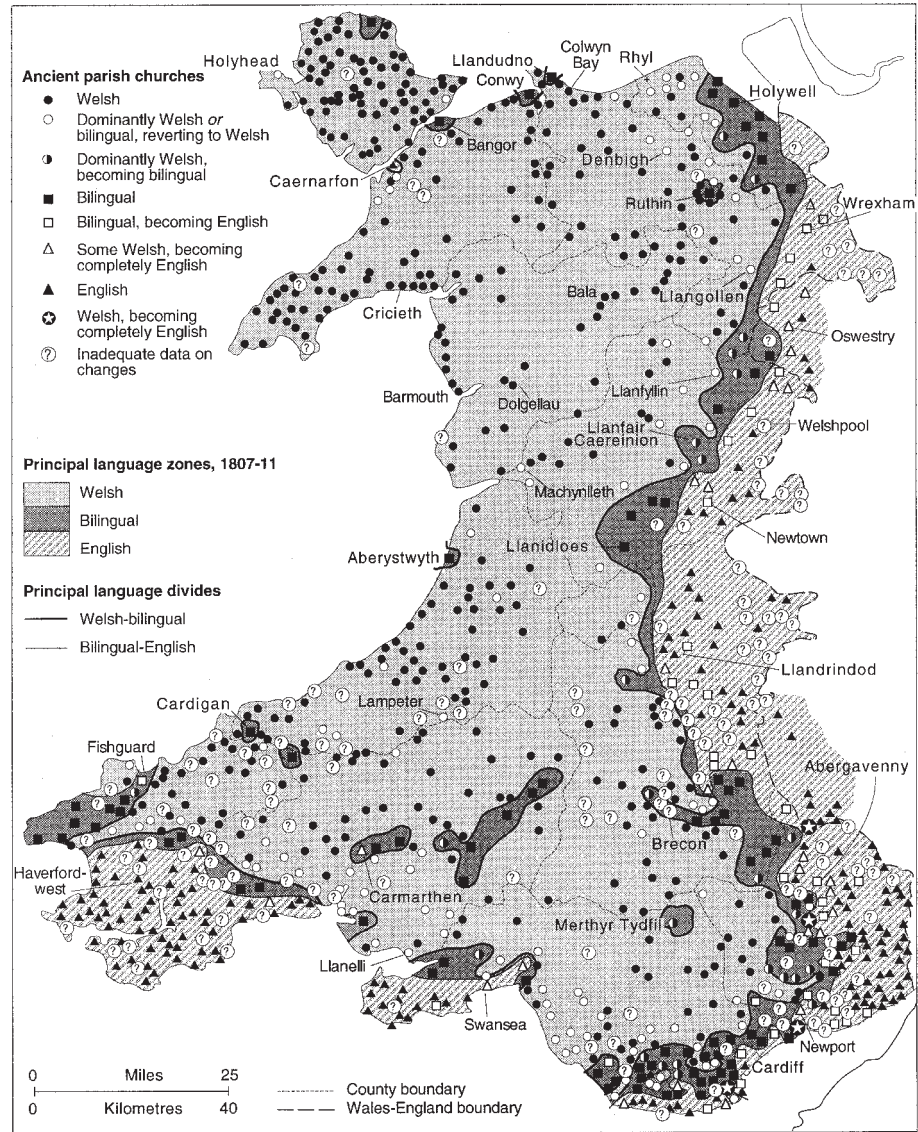 Ancient parish churches
Welsh
Dominantly Welsh or
bilingual, reverting to Welsh
Dominantly Welsh,
becoming bilingual
Bilingual
Bilingual, becoming English
Some Welsh, becoming
completely English
English
Welsh, becoming
completely English
? Inadequate data on
changes
Principal language zones, 1807-11
Welsh
Bilingual
English
Principal language divides
Welsh-bilingual
Bilingual-English
Holyhead
Llandudno
Conwy
Colwyn
Bay
Rhyl
Holywell
Bangor
Denbigh
Caernarfon
Ruthin
Wrexham
Cricieth
Bala
Llangollen
Oswestry
Barmouth
Dolgellau
Llanfyllin
Welshpool
Llanfair
Caereinion
Machynlleth
Newtown
Aberystwyth
Llanidloes
Llandrindod
Cardigan
Lampeter
Fishguard
Abergavenny
Brecon
Haverford-
west
Carmarthen
Merthyr Tydfil
Llanelli
Swansea
Newport
Cardiff
0 Miles 25
0 Kilometres 40
County boundary
Wales-England boundary